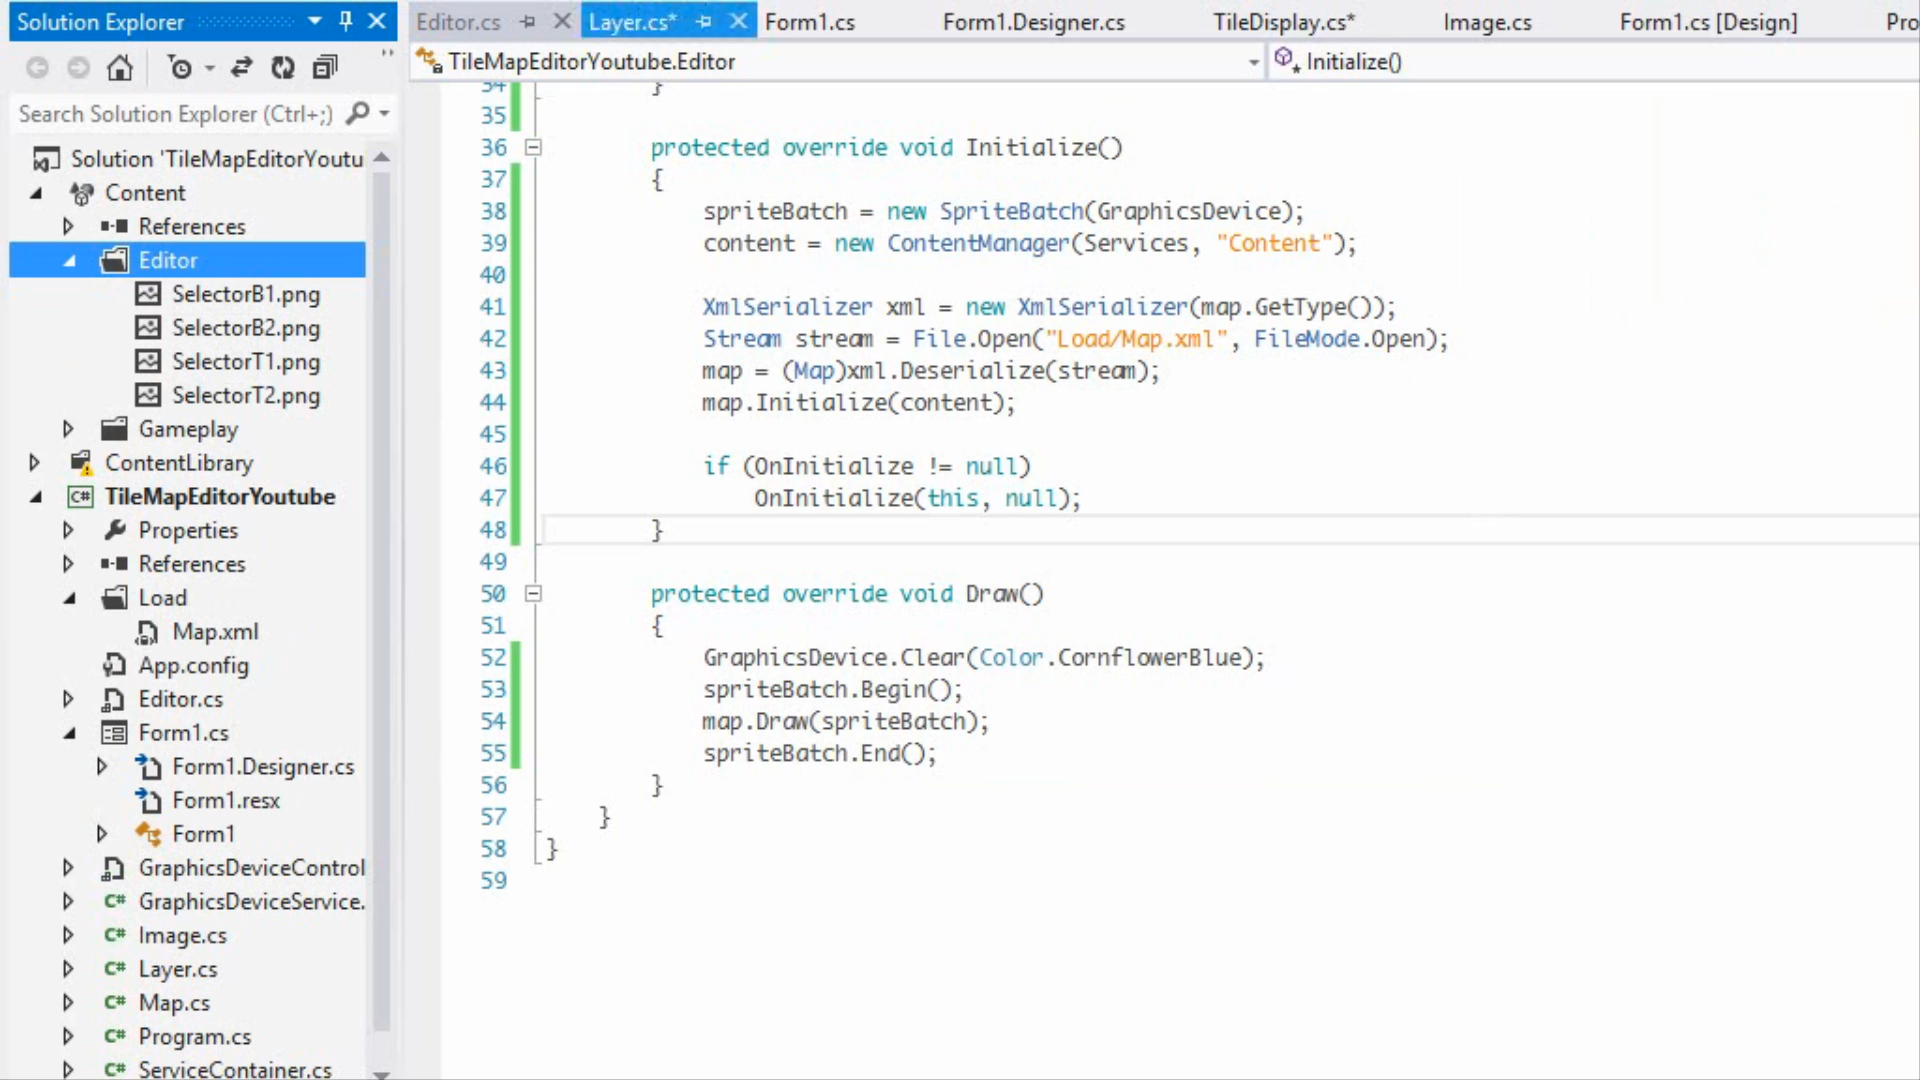 Solution Explorer
Search Solution Explorer (Ctrl+;)
Solution 'TileMapEditorYoutu
Content
References
Editor
SelectorB1.png
SelectorB2.png
SelectorT1.png
SelectorT2.png
Gameplay
ContentLibrary
TileMapEditorYoutube
Properties
References
Load
Map.xml
App.config
Editor.cs
Form1.cs
Form1.Designer.cs
Form1.resx
Form1
GraphicsDeviceControl
GraphicsDeviceService.
Image.cs
Layer.cs
Map.cs
Program.cs
ServiceContainer.cs
Editor.cs Layer.cs* Form1.cs Form1.Designer.cs TileDisplay.cs* Image.cs Form1.cs [Design] Pro
TileMapEditorYoutube.Editor Initialize()
34 }
35
36 protected override void Initialize()
37 {
38 spriteBatch = new SpriteBatch(GraphicsDevice);
39 content = new ContentManager(Services, "Content");
40
41 XmlSerializer xml = new XmlSerializer(map.GetType());
42 Stream stream = File.Open("Load/Map.xml", FileMode.Open);
43 map = (Map)xml.Deserialize(stream);
44 map.Initialize(content);
45
46 if (OnInitialize != null)
47 OnInitialize(this, null);
48 }
49
50 protected override void Draw()
51 {
52 GraphicsDevice.Clear(Color.CornflowerBlue);
53 spriteBatch.Begin();
54 map.Draw(spriteBatch);
55 spriteBatch.End();
56 }
57 }
58 }
59